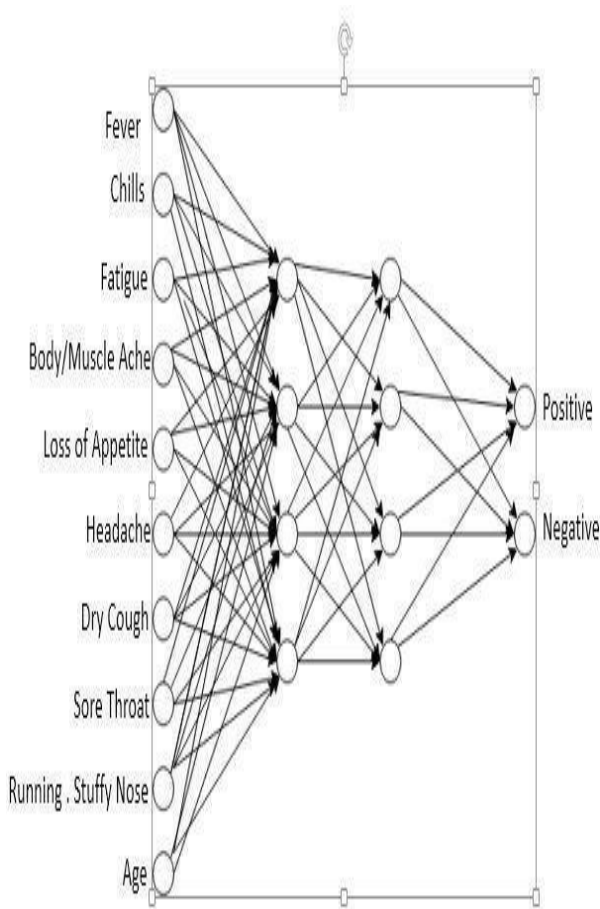 Fever
Chills
Fatigue
Body/Muscle Ache
Loss of Appetite
Headache
Dry Cough
Sore Throat
Running . Stuffy Nose
Age
Positive
Negative